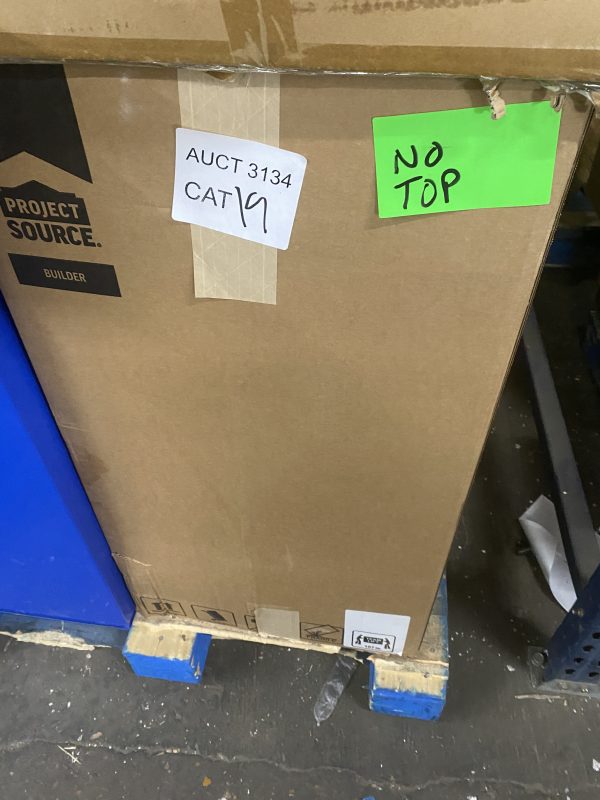 PROJECT
SOURCE.
BUILDER
AUCT 3134
CAT 19
NO
TOP